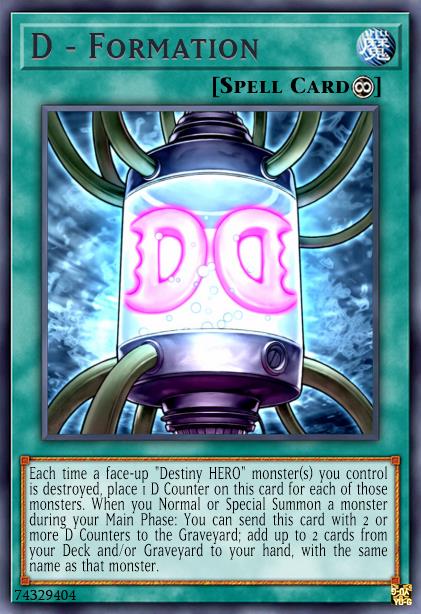 D - Formation
魔
[Spell Card∞]
DD
Each time a face-up "Destiny HERO" monster(s) you control
is destroyed, place 1 D Counter on this card for each of those
monsters. When you Normal or Special Summon a monster
during your Main Phase: You can send this card with 2 or
more D Counters to the Graveyard; add up to 2 cards from
your Deck and/or Graveyard to your hand, with the same
name as that monster.
74329404